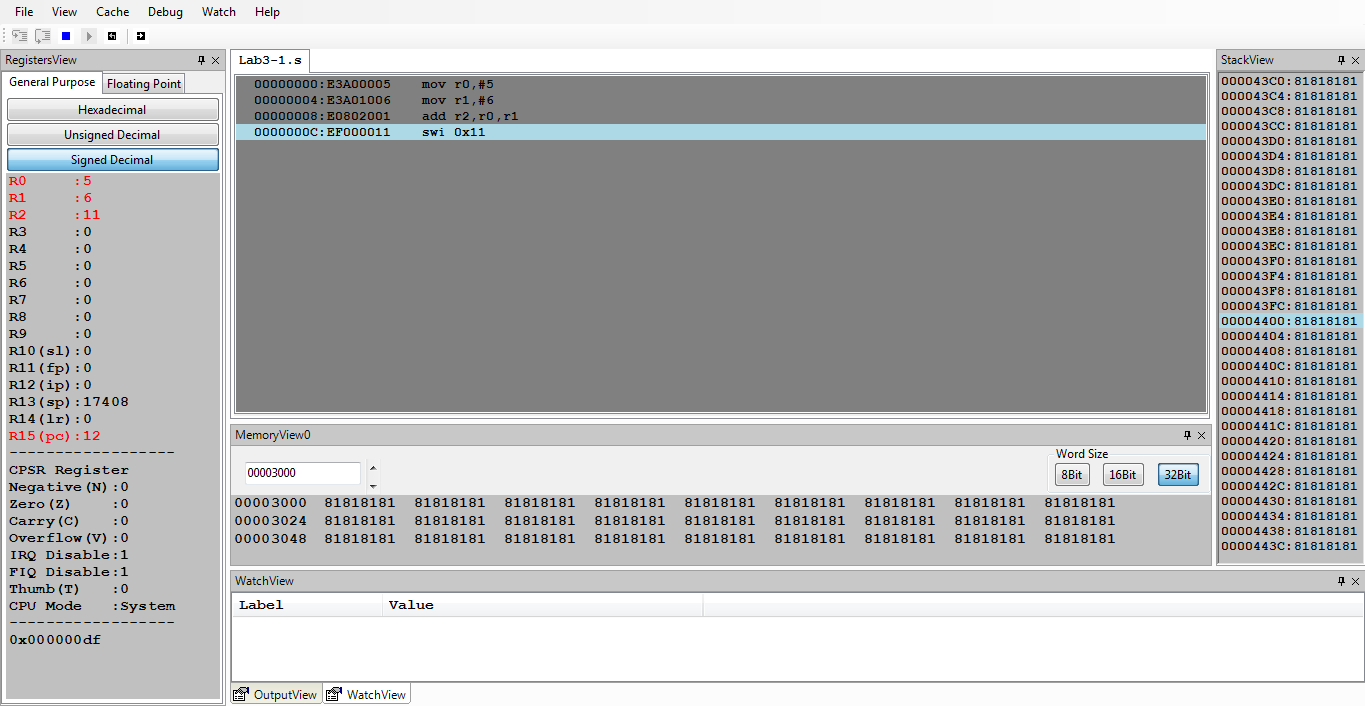 File View Cache Debug Watch Help
RegistersView
General Purpose Floating Point
Hexadecimal
Unsigned Decimal
Signed Decimal
R0 :5
R1 :6
R2 :11
R3 :0
R4 :0
R5 :0
R6 :0
R7 :0
R8 :0
R9 :0
R10(sl):0
R11(fp):0
R12(ip):0
R13(sp):17408
R14(lr):0
R15(pc):12
------------------
CPSR Register
Negative(N):0
Zero(Z) :0
Carry(C) :0
Overflow(V):0
IRQ Disable:1
FIQ Disable:1
Thumb(T) :0
CPU Mode :System
------------------
0x000000df
Lab3-1.s
00000000:E3A00005 mov r0,#5
00000004:E3A01006 mov r1,#6
00000008:E0802001 add r2,r0,r1
0000000C:EF000011 swi 0x11
MemoryView0
00003000
Word Size
8Bit 16Bit 32Bit
00003000 81818181 81818181 81818181 81818181 81818181 81818181 81818181 81818181 81818181
00003024 81818181 81818181 81818181 81818181 81818181 81818181 81818181 81818181 81818181
00003048 81818181 81818181 81818181 81818181 81818181 81818181 81818181 81818181 81818181
WatchView
Label Value
OutputView WatchView
StackView
000043C0:81818181
000043C4:81818181
000043C8:81818181
000043CC:81818181
000043D0:81818181
000043D4:81818181
000043D8:81818181
000043DC:81818181
000043E0:81818181
000043E4:81818181
000043E8:81818181
000043EC:81818181
000043F0:81818181
000043F4:81818181
000043F8:81818181
000043FC:81818181
00004400:81818181
00004404:81818181
00004408:81818181
0000440C:81818181
00004410:81818181
00004414:81818181
00004418:81818181
0000441C:81818181
00004420:81818181
00004424:81818181
00004428:81818181
0000442C:81818181
00004430:81818181
00004434:81818181
00004438:81818181
0000443C:81818181